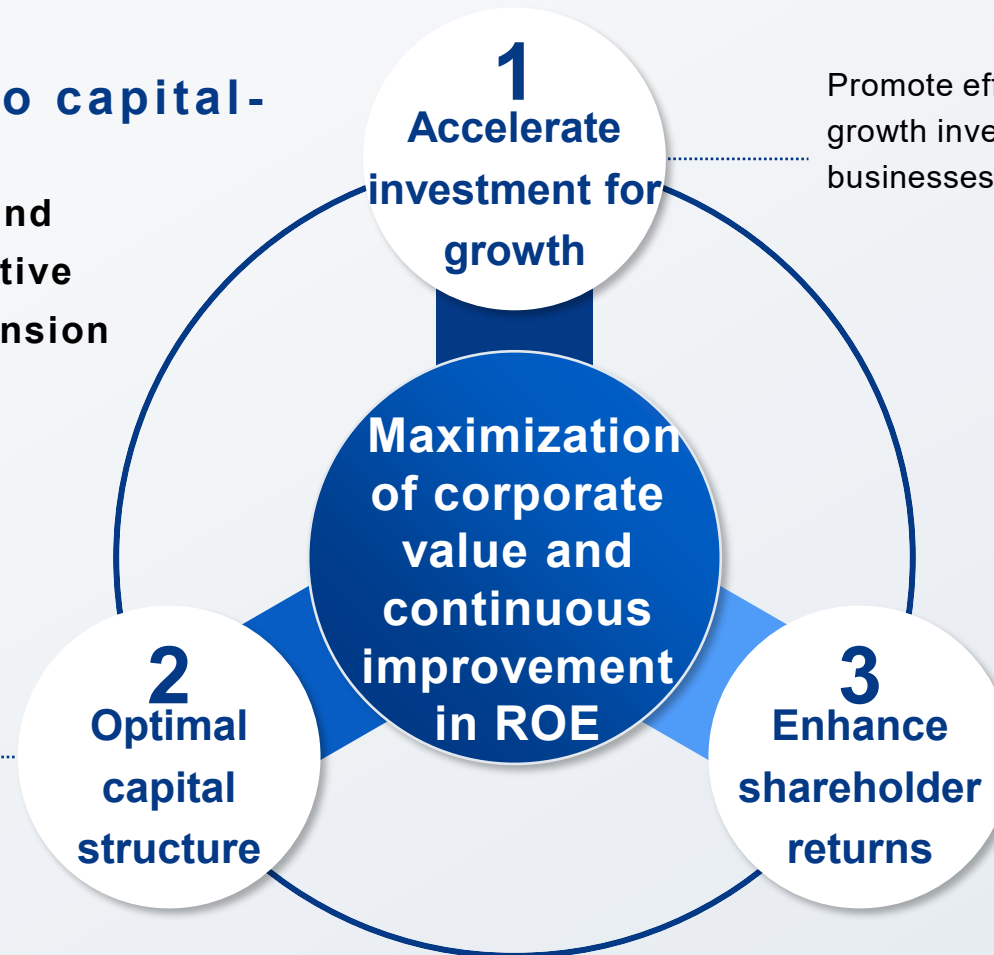 o capital-
nd
tive
nsion
1
Accelerate
investment for
growth
Promote eff
growth inve
businesses
Maximization
of corporate
value and
continuous
improvement
in ROE
2
Optimal
capital
structure
3
Enhance
shareholder
returns